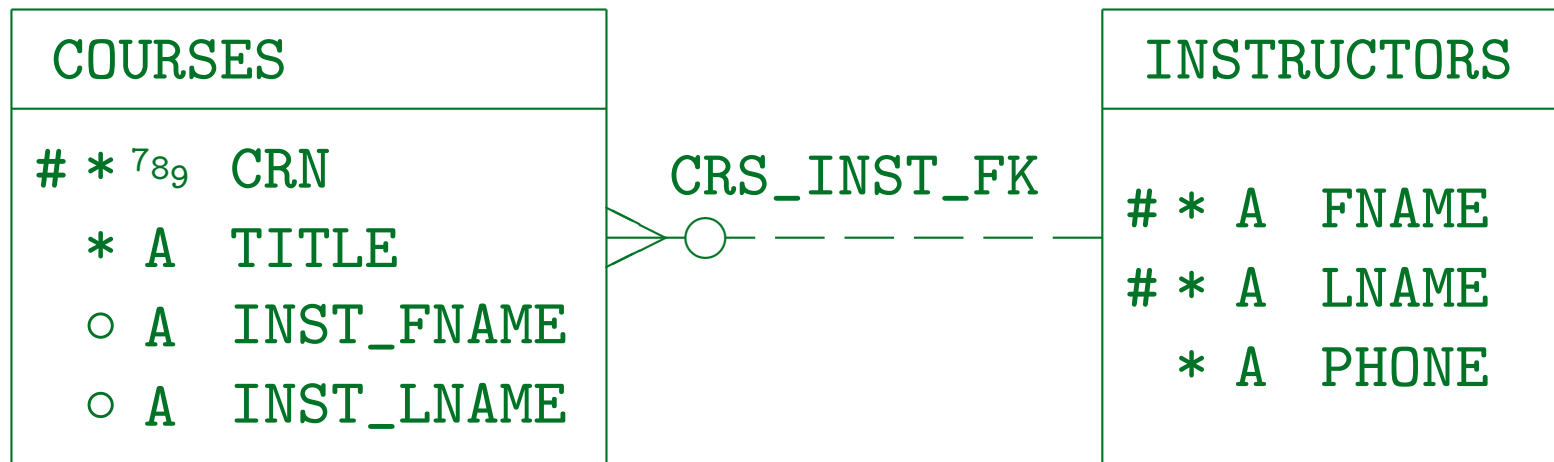 COURSES
# * 789 CRN
* A TITLE
○ A INST_FNAME
○ A INST_LNAME
CRS_INST_FK
INSTRUCTORS
# * A FNAME
# * A LNAME
* A PHONE